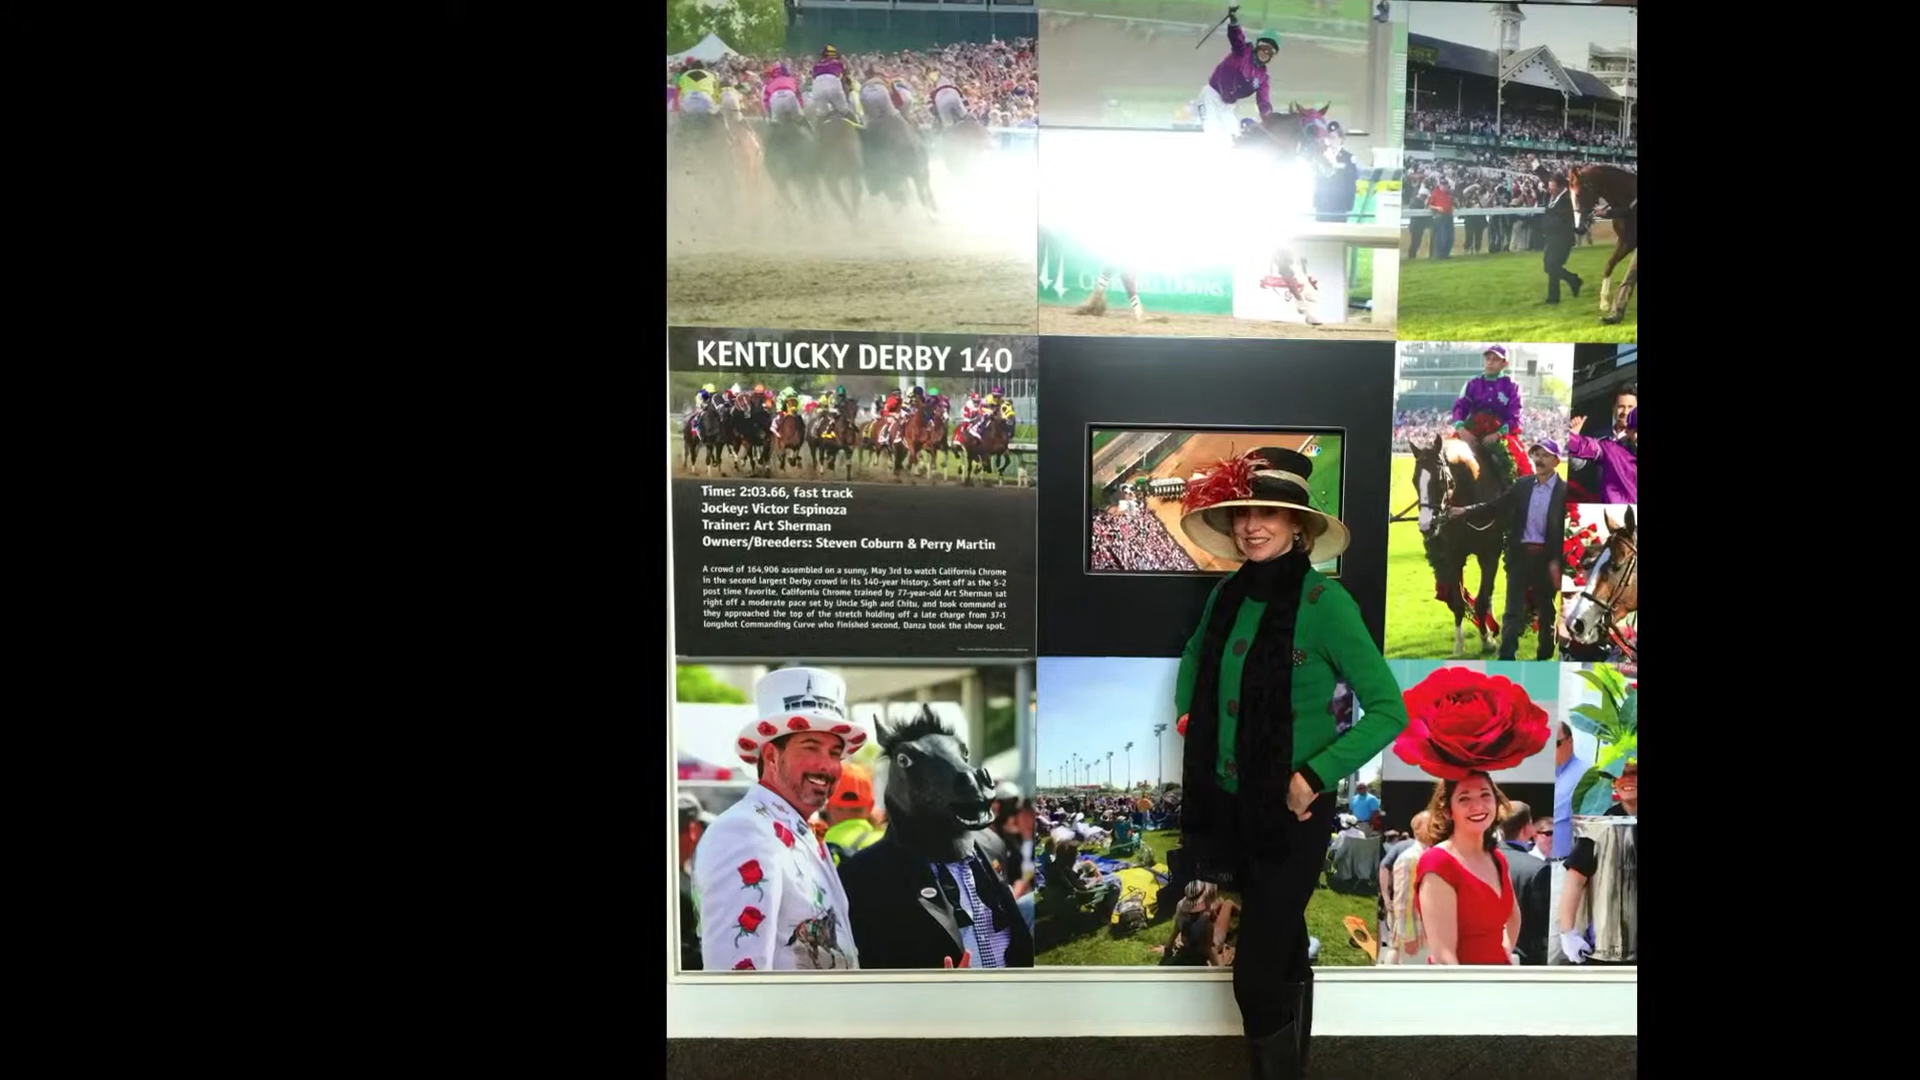 CHURCHILL DOWNS
KENTUCKY DERBY 140
Time: 2:03.66, fast track
Jockey: Victor Espinoza
Trainer: Art Sherman
Owners/Breeders: Steven Coburn & Perry Martin
A crowd of 164,906 assembled on a sunny, May 3rd to watch California Chrome
in the second largest Derby crowd in its 140-year history. Sent off as the 5-2
post time favorite, California Chrome trained by 77-year-old Art Sherman sat
right off a moderate pace set by Uncle Sigh and Chitu, and took command as
they approached the top of the stretch holding off a late charge from 37-1
longshot Commanding Curve who finished second, Danza took the show spot.